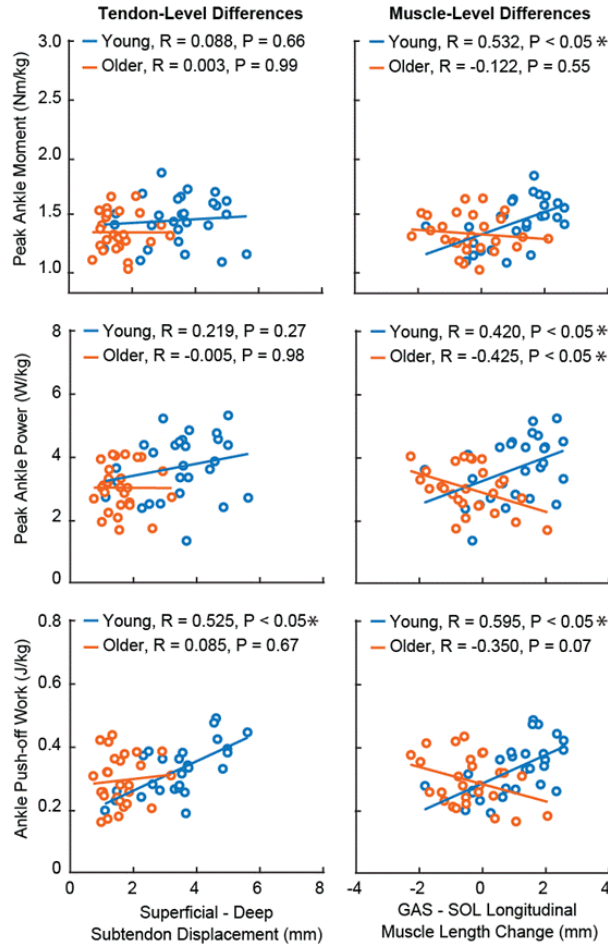 Tendon-Level Differences
Muscle-Level Differences
Peak Ankle Moment (Nm/kg)
3.0
2.5
2.0
1.5
1.0
Young, R = 0.088, P = 0.66
Older, R = 0.003, P = 0.99
Young, R = 0.532, P < 0.05 *
Older, R = -0.122, P = 0.55
Peak Ankle Power (W/kg)
8
6
4
2
0
Young, R = 0.219, P = 0.27
Older, R = -0.005, P = 0.98
Young, R = 0.420, P < 0.05 *
Older, R = -0.425, P < 0.05 *
Ankle Push-off Work (J/kg)
0.8
0.6
0.4
0.2
0
Young, R = 0.525, P < 0.05 *
Older, R = 0.085, P = 0.67
Young, R = 0.595, P < 0.05 *
Older, R = -0.350, P = 0.07
0 2 4 6 8
Superficial - Deep
Subtendon Displacement (mm)
-4 -2 0 2 4
GAS - SOL Longitudinal
Muscle Length Change (mm)